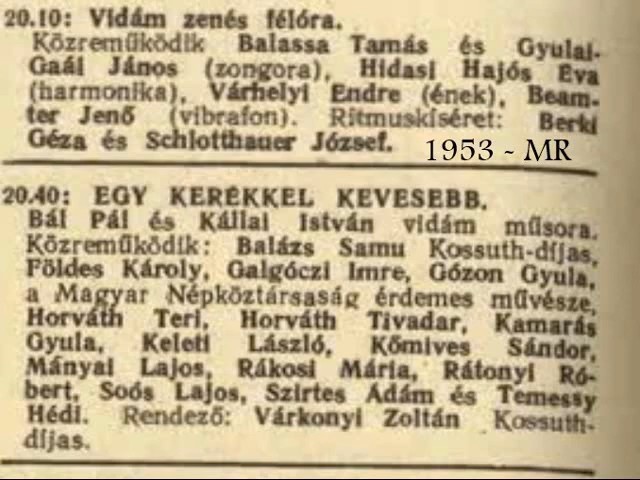 20.10: Vidám zenés félóra.
Közreműködik Balassa Tamás és Gyulai-
Gaál János (zongora), Hidasi Hajós Éva
(harmonika), Várhelyi Endre (ének), Beam-
ter Jenő (vibrafon). Ritmuskíséret: Berki
Géza és Schlotthauer József.
1953 - MR
20.40: EGY KERÉKKEL KEVESEBB.
Bál Pál és Kállai István vidám műsora.
Közreműködik: Balázs Samu Kossuth-díjas,
Földes Károly, Galgóczi Imre, Gózon Gyula,
a Magyar Népköztársaság érdemes művésze,
Horváth Teri, Horváth Tivadar, Kamarás
Gyula, Keleti László, Kőmives Sándor,
Mányai Lajos, Rákosi Mária, Rátonyi Ró-
bert, Soós Lajos, Szirtes Ádám és Temessy
Hédi. Rendező: Várkonyi Zoltán Kossuth-
díjas.